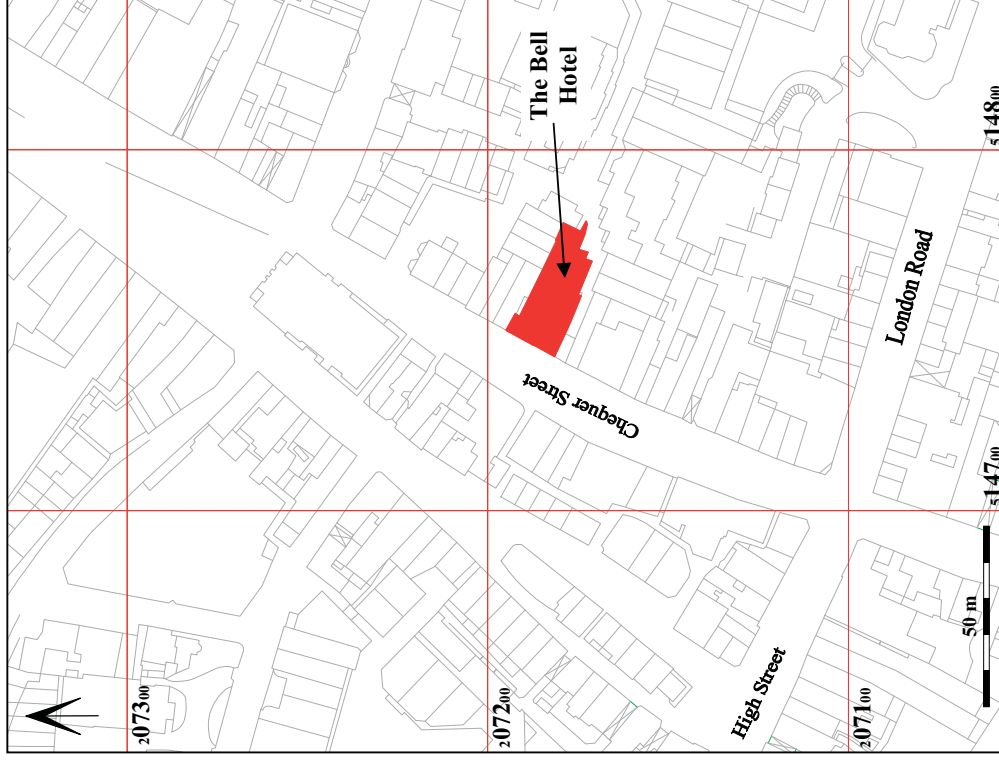 The Bell
Hotel
Chequer Street
London Road
High Street
207300
207200
207100
514800
514700
50 m